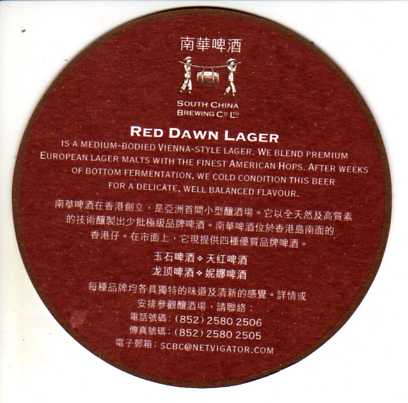 南華啤酒
SOUTH CHINA
BREWING CO LD
RED DAWN LAGER
IS A MEDIUM-BODIED VIENNA-STYLE LAGER. WE BLEND PREMIUM
EUROPEAN LAGER MALTS WITH THE FINEST AMERICAN HOPS. AFTER WEEKS
OF BOTTOM FERMENTATION, WE COLD CONDITION THIS BEER
FOR A DELICATE, WELL BALANCED FLAVOUR.
南華啤酒在香港創立，是亞洲首間小型釀酒場。它以全天然及高質素
的技術釀製出少批極級品牌啤酒。南華啤酒位於香港島南面的
香港仔。在市面上，它現提供四種優質品牌啤酒。
玉石啤酒❖天紅啤酒
龙顶啤酒❖妮娜啤酒
每種品牌均各具獨特的味道及清新的感覺。詳情或
安排參觀釀酒場，請聯絡：
電話號碼：(852) 2580 2506
傳真號碼：(852) 2580 2505
電子郵箱：SCBC@NETVIGATOR.COM